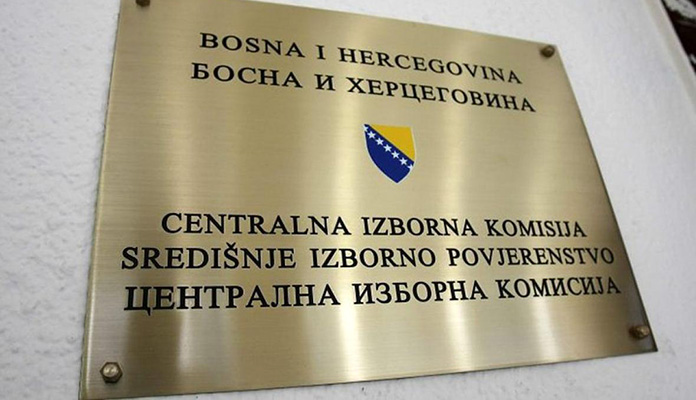 BOSNA I HERCEGOVINA
БОСНА И ХЕРЦЕГОВИНА
CENTRALNA IZBORNA KOMISIJA
SREDIŠNJE IZBORNO POVJERENSTVO
ЦЕНТРАЛНА ИЗБОРНА КОМИСИЈА